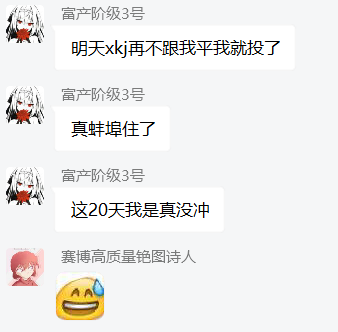 富产阶级3号
明天xkj再不跟我平我就投了
富产阶级3号
真蚌埠住了
富产阶级3号
这20天我是真没冲
赛博高质量铯图诗人